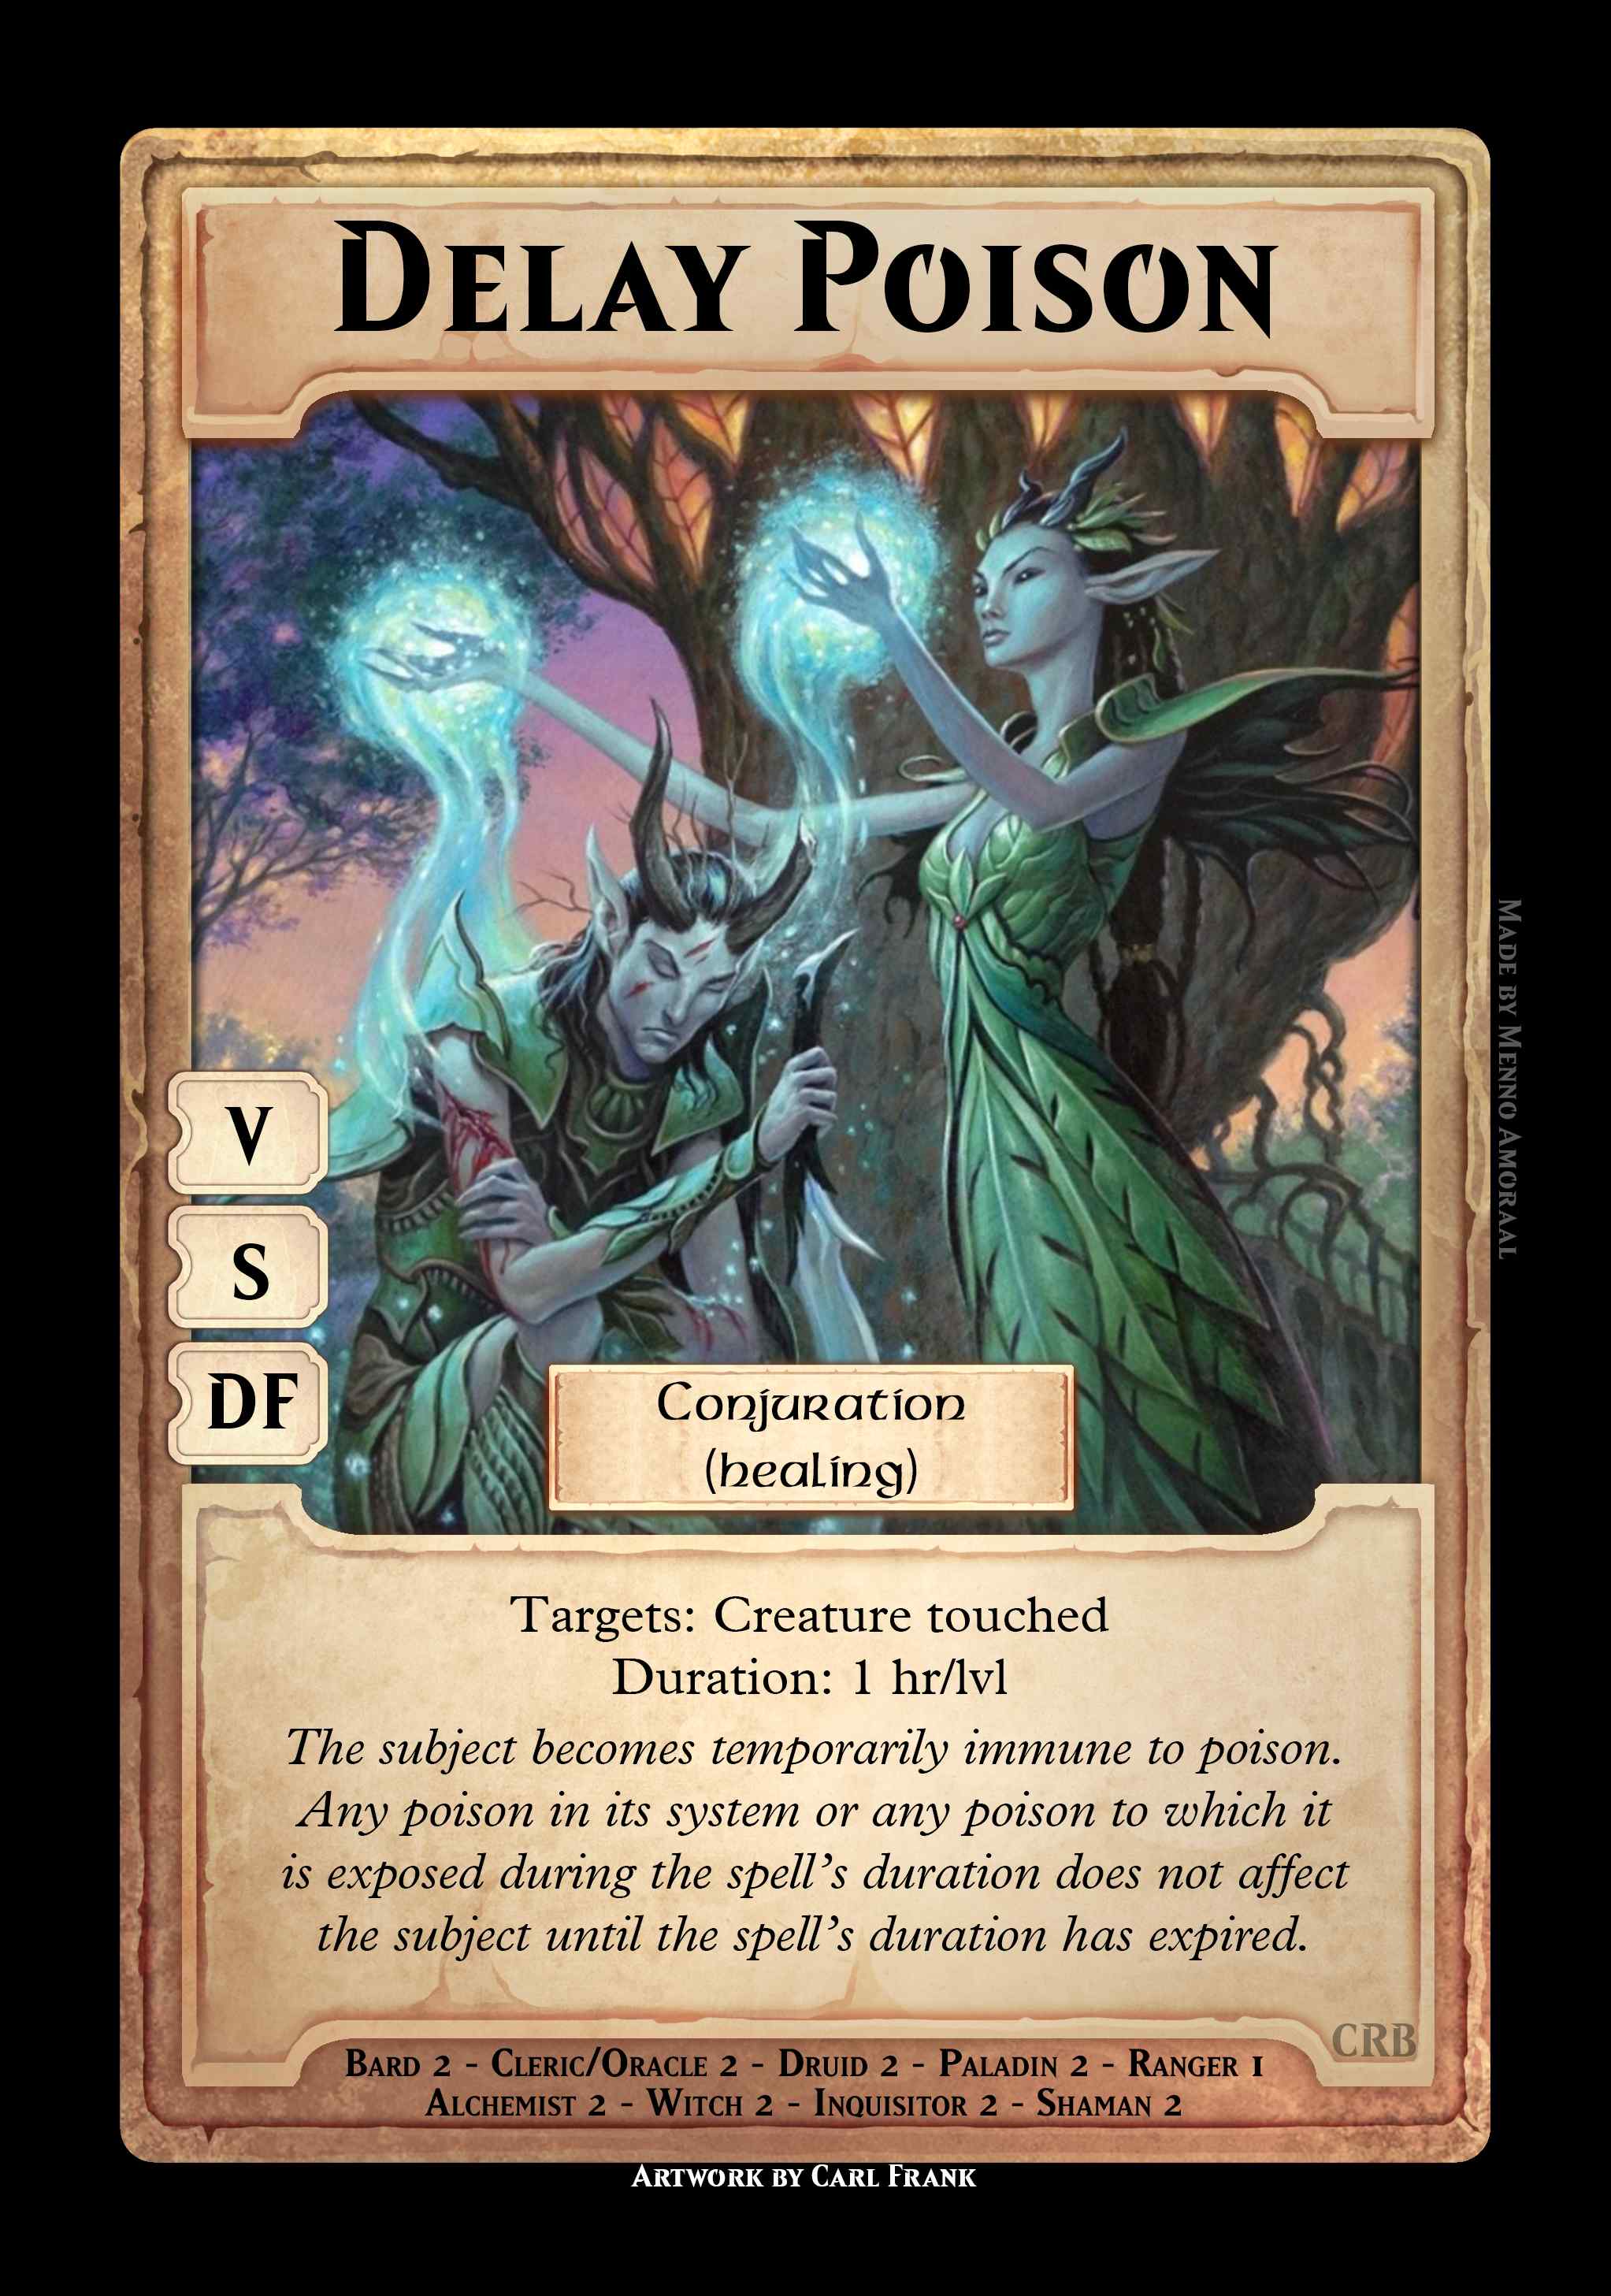 Delay Poison
V
S
DF
Conjuration
(healing)
Targets: Creature touched
Duration: 1 hr/lvl
The subject becomes temporarily immune to poison.
Any poison in its system or any poison to which it
is exposed during the spell's duration does not affect
the subject until the spell's duration has expired.
CRB
Bard 2 - Cleric/Oracle 2 - Druid 2 - Paladin 2 - Ranger 1
Alchemist 2 - Witch 2 - Inquisitor 2 - Shaman 2
Artwork by Carl Frank
Made by Menno Amoraal